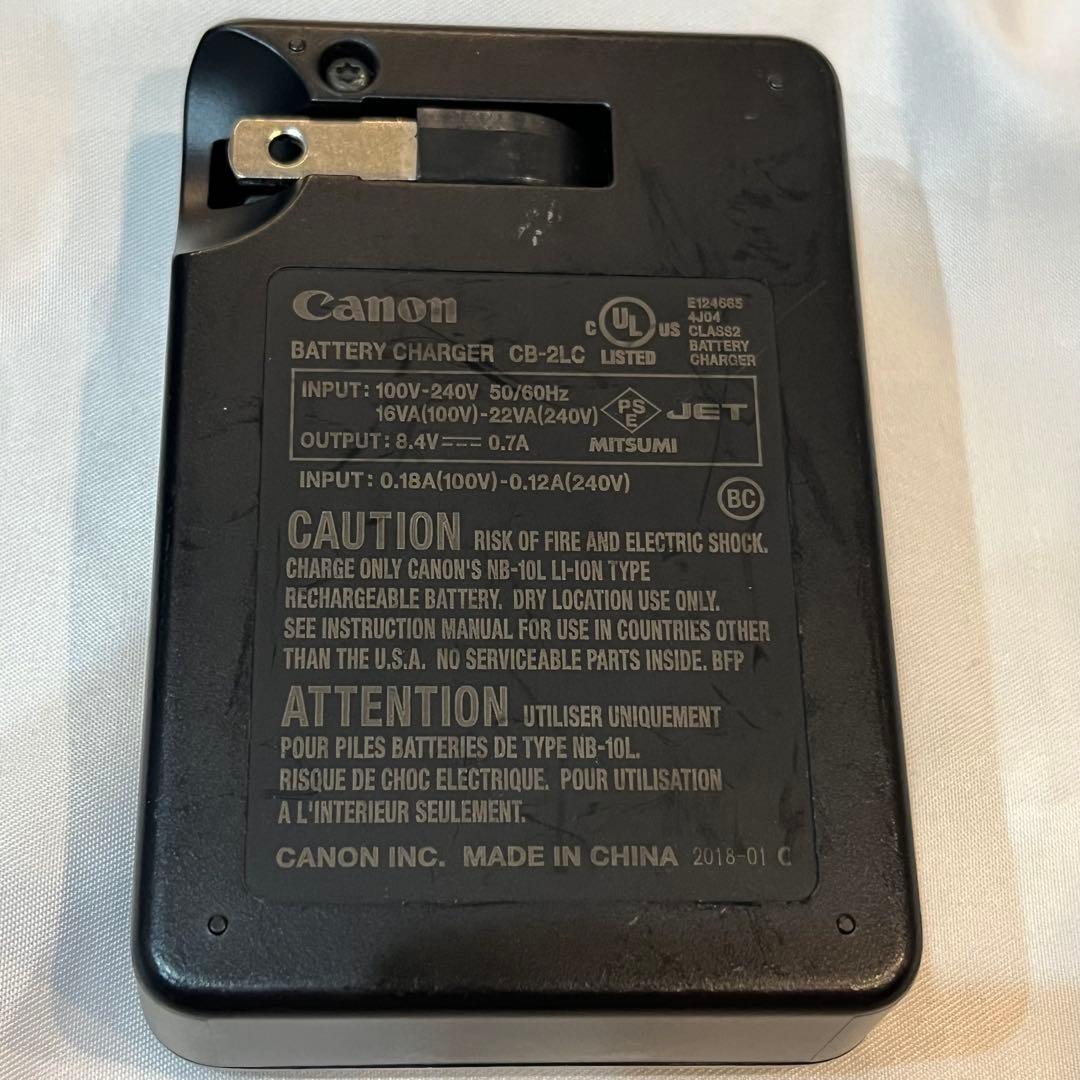 Canon
BATTERY CHARGER CB-2LC
C UL US
LISTED
E124665
4J04
CLASS2
BATTERY
CHARGER
INPUT: 100V-240V 50/60Hz
16VA(100V)-22VA(240V)
OUTPUT: 8.4V⎓ 0.7A
PS
E
JET
MITSUMI
INPUT: 0.18A(100V)-0.12A(240V)
BC
CAUTION RISK OF FIRE AND ELECTRIC SHOCK.
CHARGE ONLY CANON'S NB-10L LI-ION TYPE
RECHARGEABLE BATTERY. DRY LOCATION USE ONLY.
SEE INSTRUCTION MANUAL FOR USE IN COUNTRIES OTHER
THAN THE U.S.A. NO SERVICEABLE PARTS INSIDE. BFP
ATTENTION UTILISER UNIQUEMENT
POUR PILES BATTERIES DE TYPE NB-10L.
RISQUE DE CHOC ELECTRIQUE. POUR UTILISATION
A L'INTERIEUR SEULEMENT.
CANON INC. MADE IN CHINA 2018-01 C